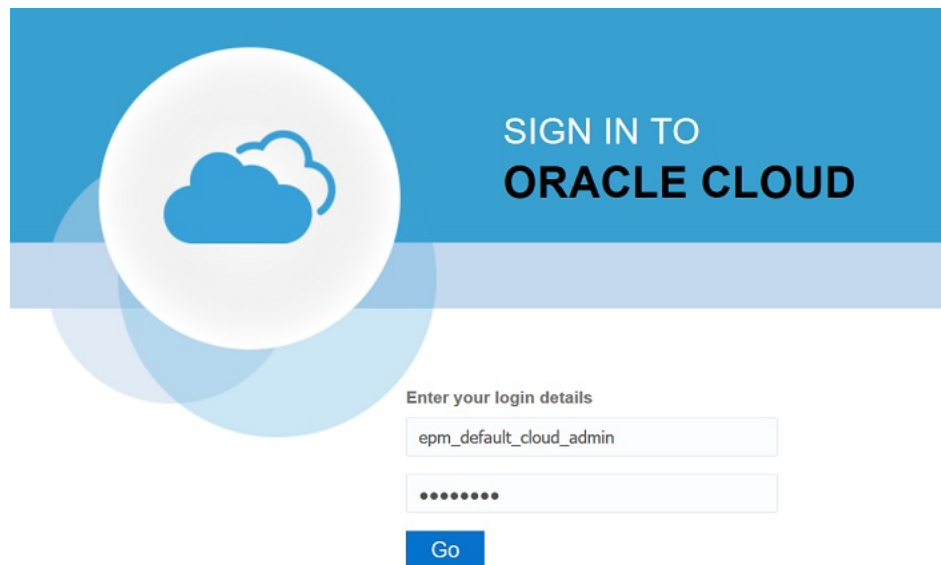 SIGN IN TO
ORACLE CLOUD
Enter your login details
epm_default_cloud_admin
••••••••
Go